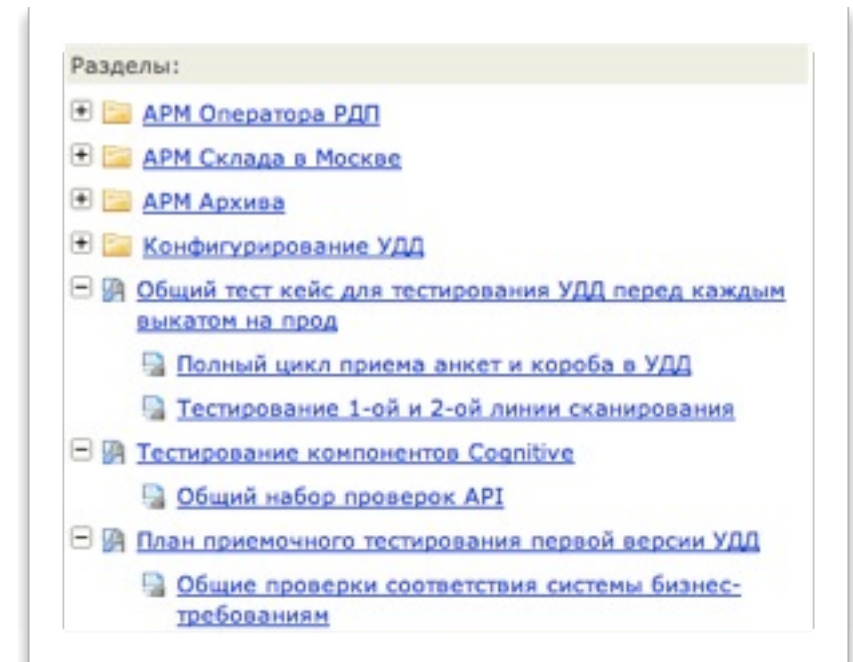 Разделы:
АРМ Оператора РДП
АРМ Склада в Москве
АРМ Архива
Конфигурирование УДД
Общий тест кейс для тестирования УДД перед каждым
выкатом на прод
Полный цикл приема анкет и короба в УДД
Тестирование 1-ой и 2-ой линии сканирования
Тестирование компонентов Cognitive
Общий набор проверок API
План приемочного тестирования первой версии УДД
Общие проверки соответствия системы бизнес-
требованиям